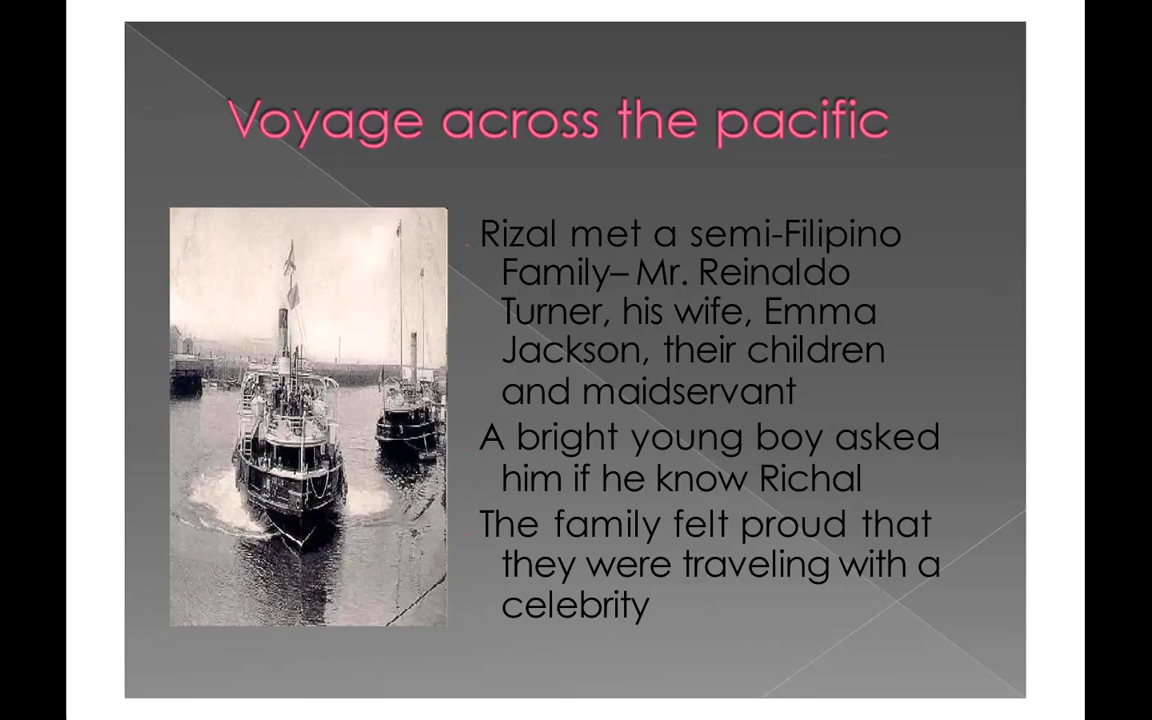 Voyage across the pacific
Rizal met a semi-Filipino
Family– Mr. Reinaldo
Turner, his wife, Emma
Jackson, their children
and maidservant
A bright young boy asked
him if he know Richal
The family felt proud that
they were traveling with a
celebrity